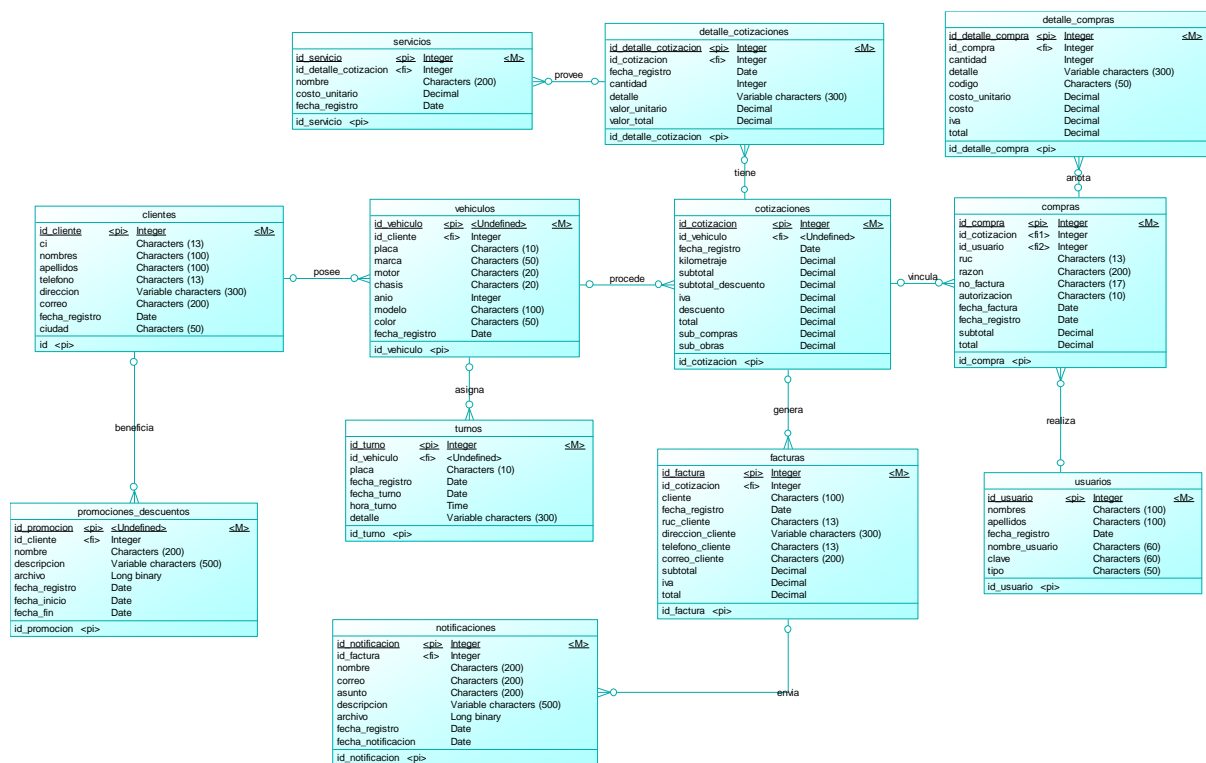 detalle_compras
id_detalle_compra <pi> Integer <M>
id_compra <fi> Integer
cantidad Integer
detalle Variable characters (300)
codigo Characters (50)
costo_unitario Decimal
costo Decimal
iva Decimal
total Decimal
id_detalle_compra <pi>
detalle_cotizaciones
id_detalle_cotizacion <pi> Integer <M>
id_cotizacion <fi> Integer
fecha_registro Date
cantidad Integer
detalle Variable characters (300)
valor_unitario Decimal
valor_total Decimal
id_detalle_cotizacion <pi>
servicios
id_servicio <pi> Integer <M>
id_detalle_cotizacion <fi> Integer
nombre Characters (200)
costo_unitario Decimal
fecha_registro Date
id_servicio <pi>
provee
tiene
anota
clientes
id_cliente <pi> Integer <M>
ci Characters (13)
nombres Characters (100)
apellidos Characters (100)
telefono Characters (13)
direccion Variable characters (300)
correo Characters (200)
fecha_registro Date
ciudad Characters (50)
id <pi>
posee
vehiculos
id_vehiculo <pi> <Undefined> <M>
id_cliente <fi> Integer
placa Characters (10)
marca Characters (50)
motor Characters (20)
chasis Characters (20)
anio Integer
modelo Characters (100)
color Characters (50)
fecha_registro Date
id_vehiculo <pi>
procede
cotizaciones
id_cotizacion <pi> Integer <M>
id_vehiculo <fi> <Undefined>
fecha_registro Date
kilometraje Decimal
subtotal Decimal
subtotal_descuento Decimal
iva Decimal
descuento Decimal
total Decimal
sub_compras Decimal
sub_obras Decimal
id_cotizacion <pi>
vincula
compras
id_compra <pi> Integer <M>
id_cotizacion <fi1> Integer
id_usuario <fi2> Integer
ruc Characters (13)
razon Characters (200)
no_factura Characters (17)
autorizacion Characters (10)
fecha_factura Date
fecha_registro Date
subtotal Decimal
total Decimal
id_compra <pi>
beneficia
asigna
genera
realiza
turnos
id_turno <pi> Integer <M>
id_vehiculo <fi> <Undefined>
placa Characters (10)
fecha_registro Date
fecha_turno Date
hora_turno Time
detalle Variable characters (300)
id_turno <pi>
facturas
id_factura <pi> Integer <M>
id_cotizacion <fi> Integer
cliente Characters (100)
fecha_registro Date
ruc_cliente Characters (13)
direccion_cliente Variable characters (300)
telefono_cliente Characters (13)
correo_cliente Characters (200)
subtotal Decimal
iva Decimal
total Decimal
id_factura <pi>
usuarios
id_usuario <pi> Integer <M>
nombres Characters (100)
apellidos Characters (100)
fecha_registro Date
nombre_usuario Characters (60)
clave Characters (60)
tipo Characters (50)
id_usuario <pi>
promociones_descuentos
id_promocion <pi> <Undefined> <M>
id_cliente <fi> Integer
nombre Characters (200)
descripcion Variable characters (500)
archivo Long binary
fecha_registro Date
fecha_inicio Date
fecha_fin Date
id_promocion <pi>
notificaciones
id_notificacion <pi> Integer <M>
id_factura <fi> Integer
nombre Characters (200)
correo Characters (200)
asunto Characters (200)
descripcion Variable characters (500)
archivo Long binary
fecha_registro Date
fecha_notificacion Date
id_notificacion <pi>
envia